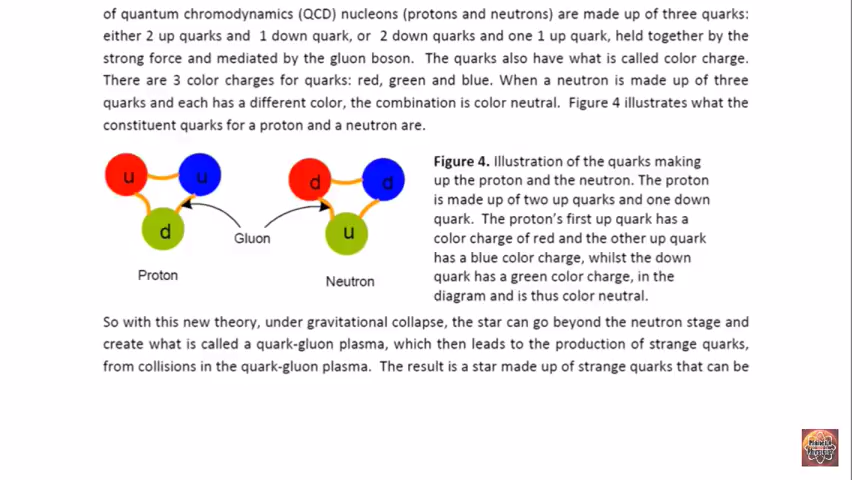 of quantum chromodynamics (QCD) nucleons (protons and neutrons) are made up of three quarks:
either 2 up quarks and 1 down quark, or 2 down quarks and one 1 up quark, held together by the
strong force and mediated by the gluon boson. The quarks also have what is called color charge.
There are 3 color charges for quarks: red, green and blue. When a neutron is made up of three
quarks and each has a different color, the combination is color neutral. Figure 4 illustrates what the
constituent quarks for a proton and a neutron are.
u u
d
Gluon
Proton
d d
u
Neutron
Figure 4. Illustration of the quarks making
up the proton and the neutron. The proton
is made up of two up quarks and one down
quark. The proton's first up quark has a
color charge of red and the other up quark
has a blue color charge, whilst the down
quark has a green color charge, in the
diagram and is thus color neutral.
So with this new theory, under gravitational collapse, the star can go beyond the neutron stage and
create what is called a quark-gluon plasma, which then leads to the production of strange quarks,
from collisions in the quark-gluon plasma. The result is a star made up of strange quarks that can be